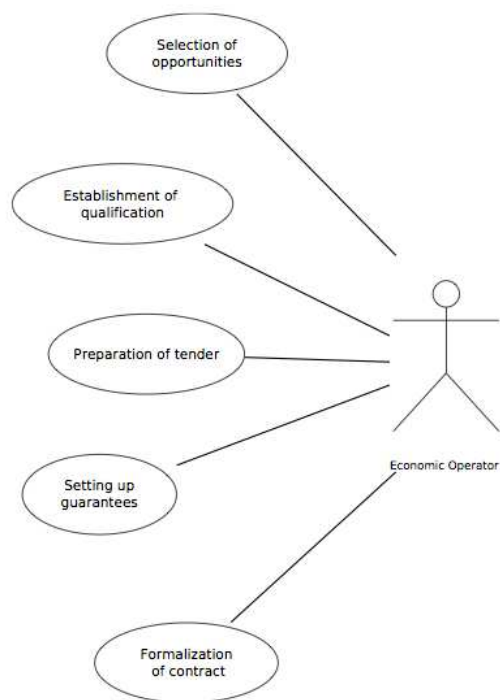 Selection of
opportunities
Establishment of
qualification
Preparation of tender
Setting up
guarantees
Economic Operator
Formalization
of contract